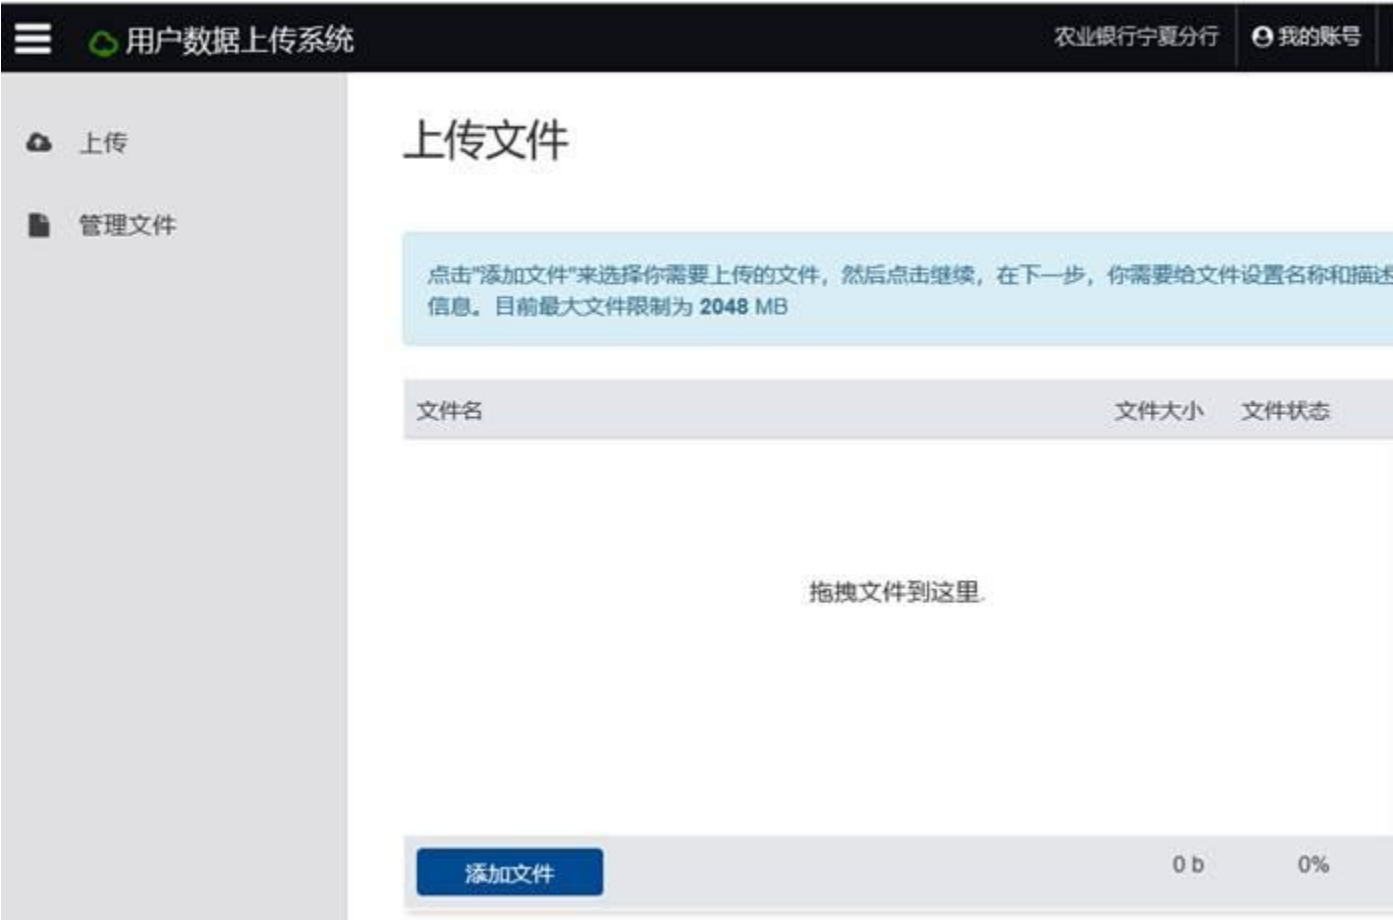 用户数据上传系统 农业银行宁夏分行 我的账号
上传
管理文件
上传文件
点击"添加文件"来选择你需要上传的文件，然后点击继续，在下一步，你需要给文件设置名称和描述
信息。目前最大文件限制为 2048 MB
文件名 文件大小 文件状态
拖拽文件到这里.
添加文件 0 b 0%